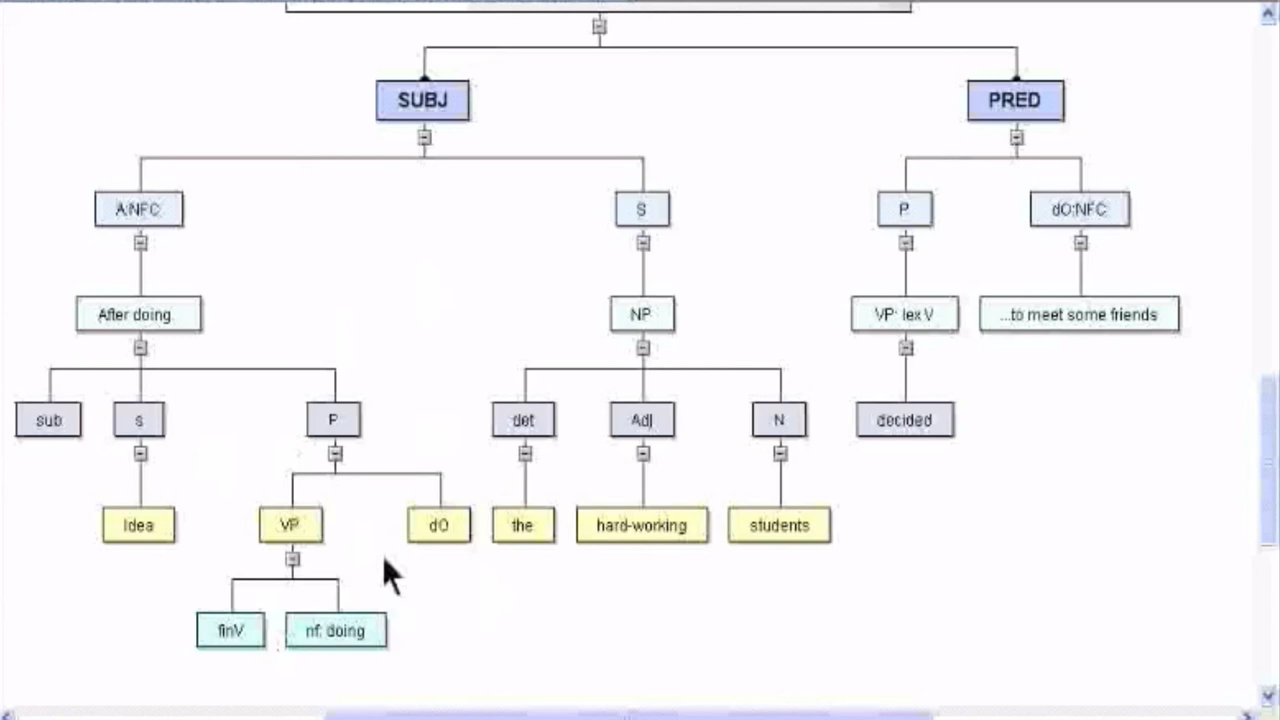 SUBJ PRED
A:NFC S P dO:NFC
After doing. NP VP: lex V ...to meet some friends
sub s P det Adj N decided
Idea VP dO the hard-working students
finV nf: doing